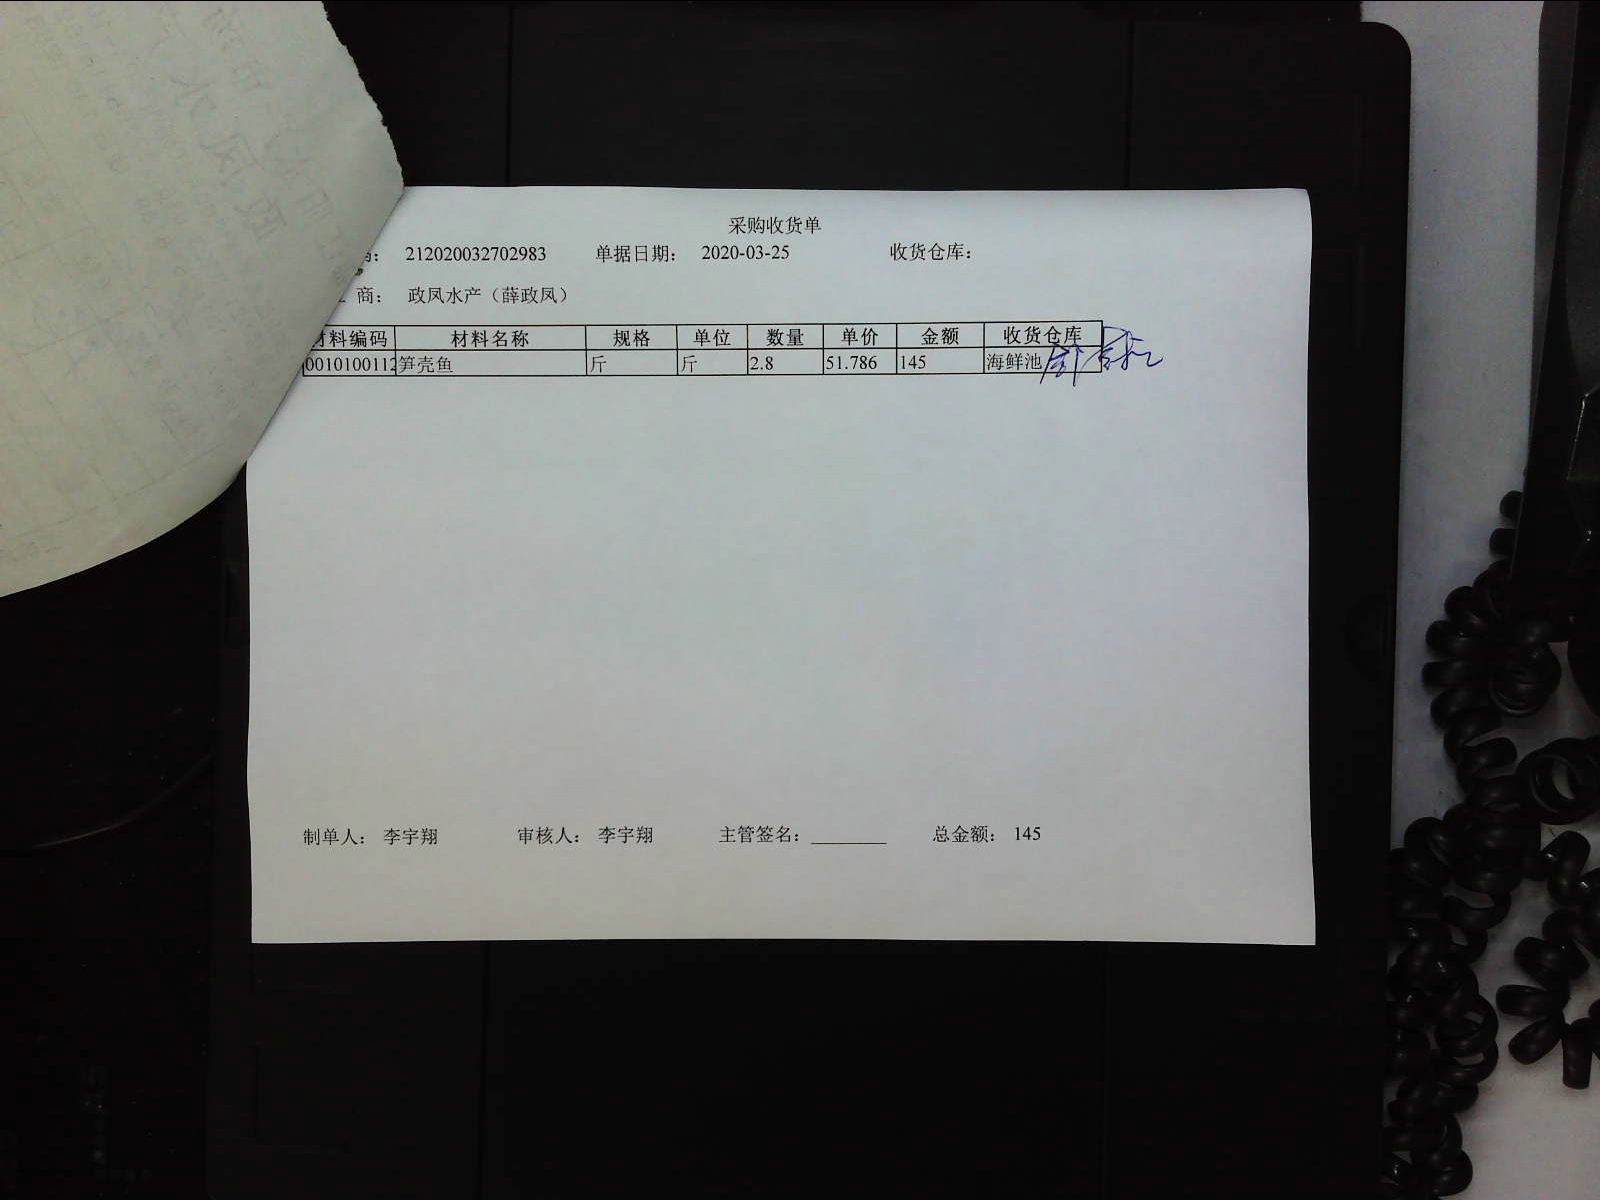 采购收货单
212020032702983 单据日期： 2020-03-25 收货仓库：
商： 政凤水产（薛政凤）
材料编码 材料名称 规格 单位 数量 单价 金额 收货仓库
00101001 12 笋壳鱼 斤 斤 2.8 51.786 145 海鲜池
制单人： 李宇翔 审核人： 李宇翔 主管签名： 总金额： 145